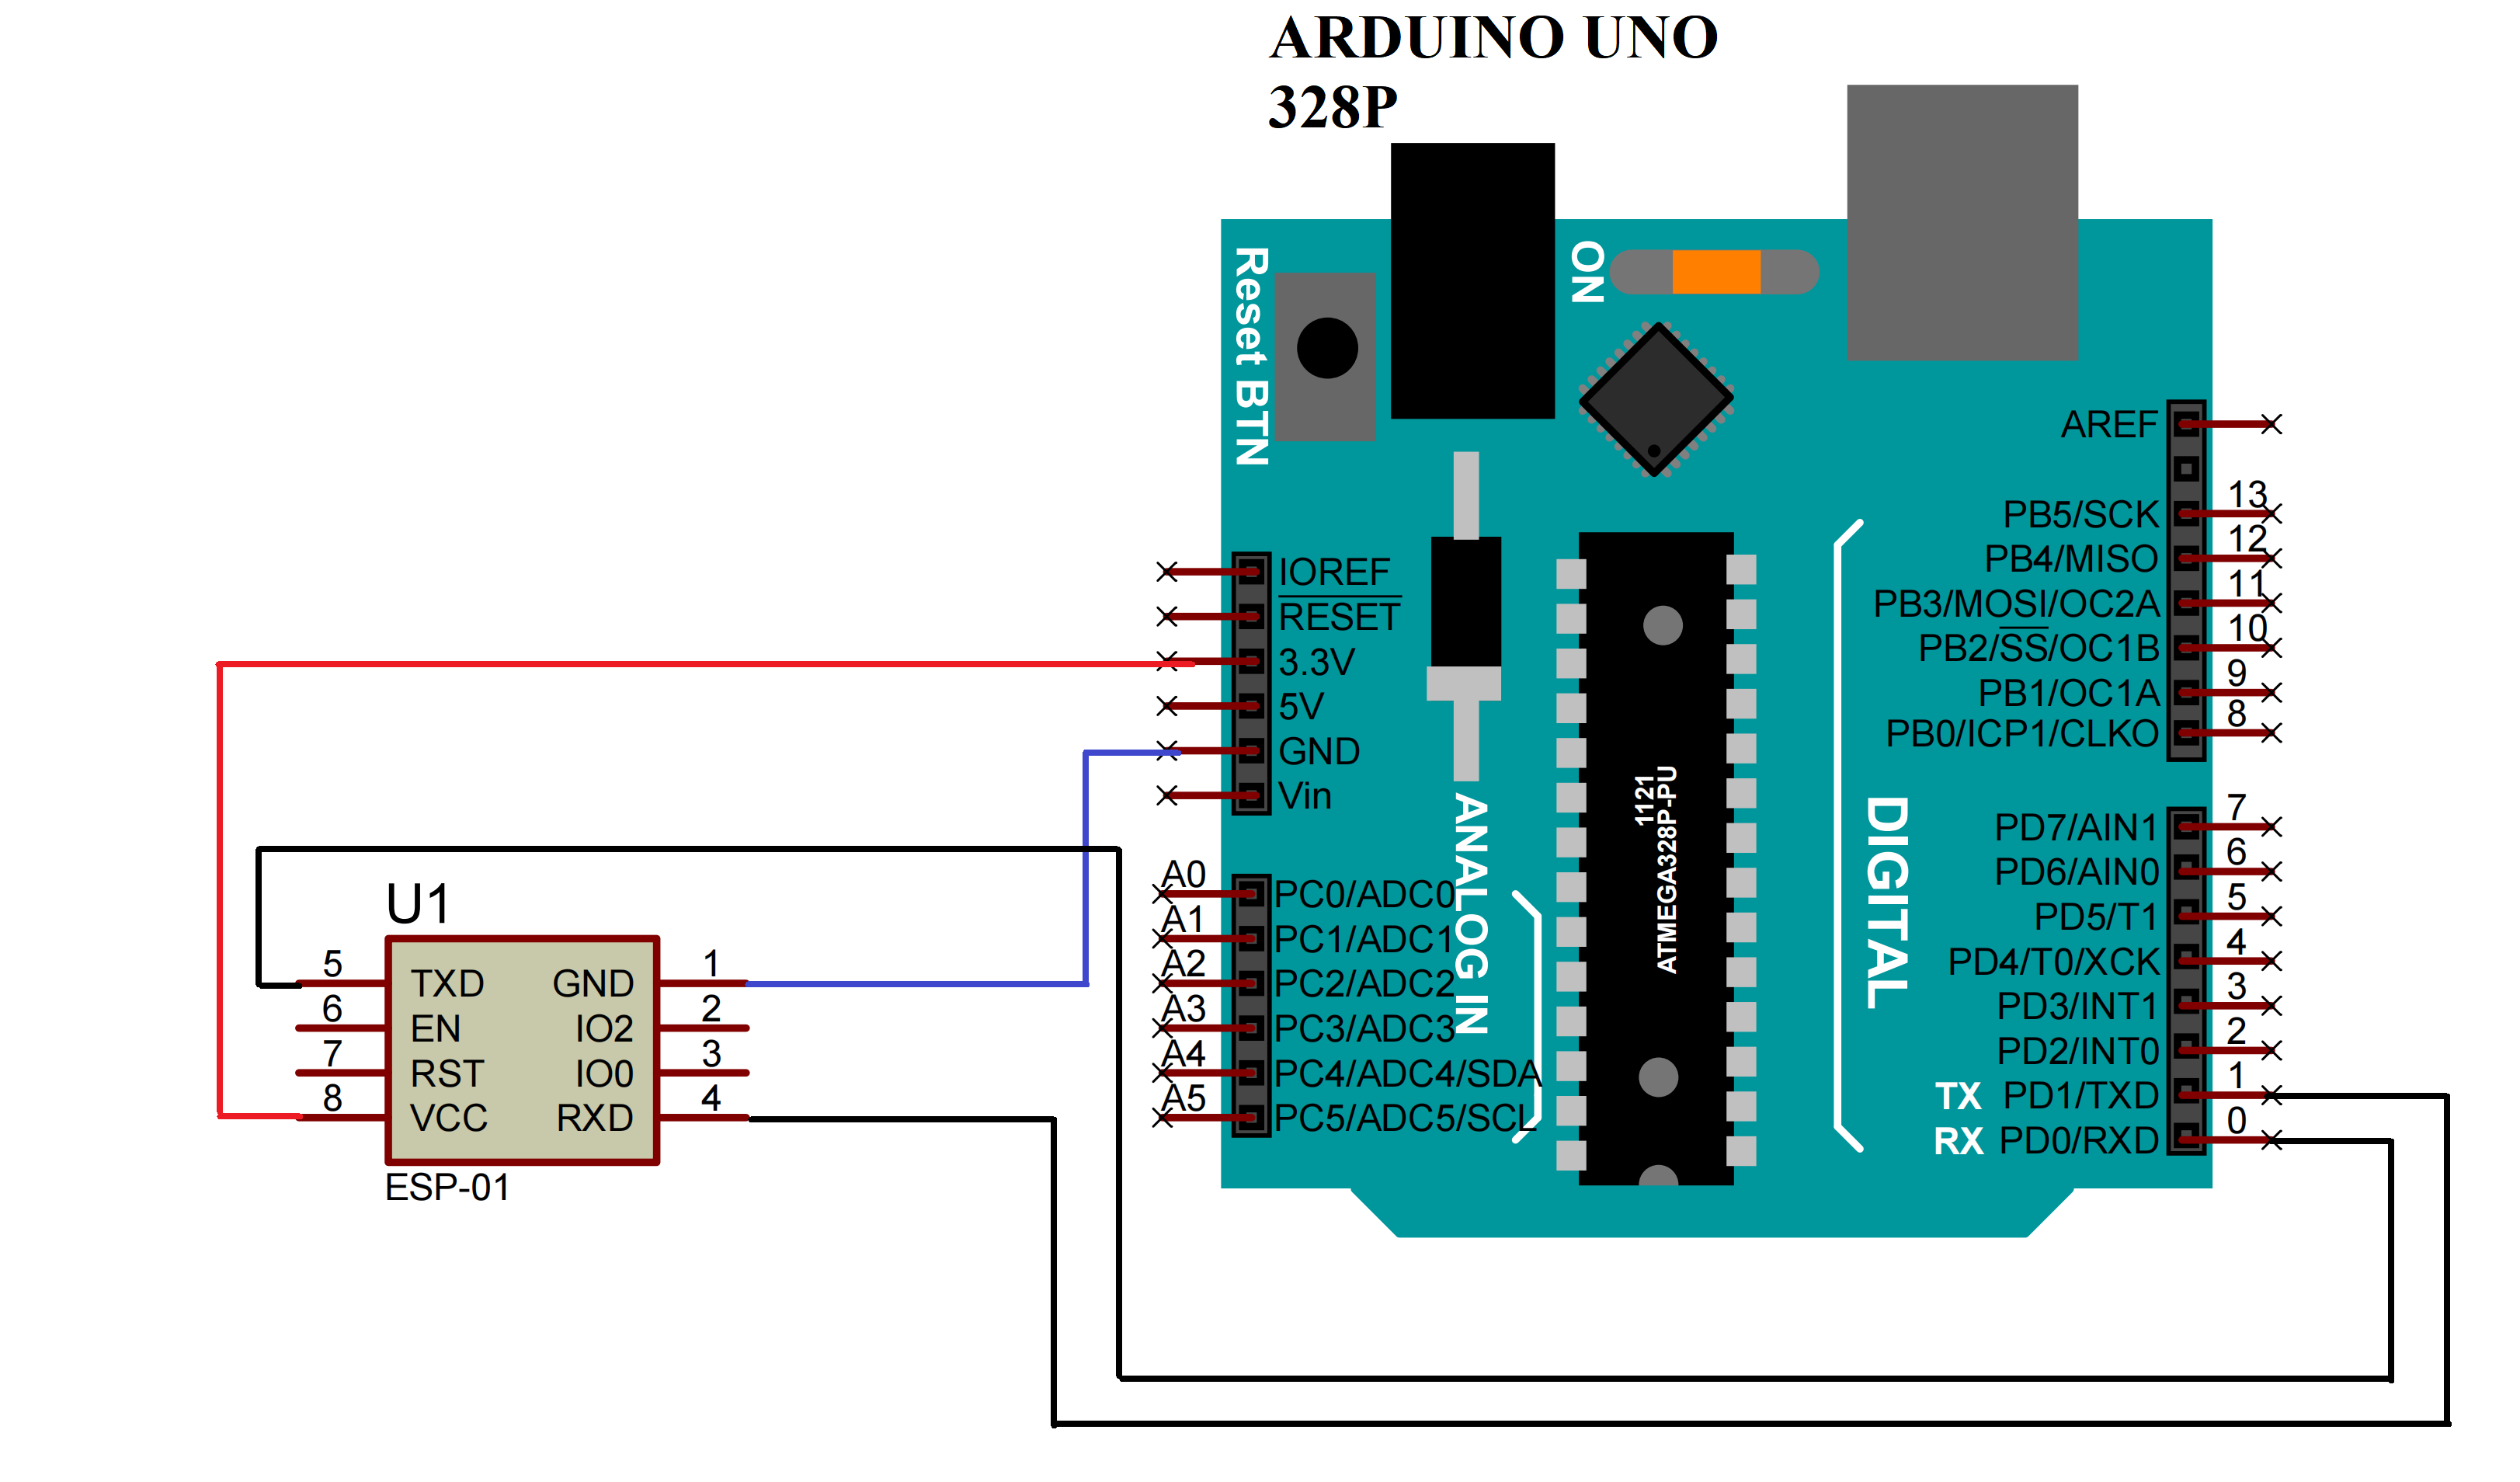 ARDUINO UNO
328P
Reset BTN
ON
AREF
13
PB5/SCK
12
PB4/MISO
11
PB3/MOSI/OC2A
10
PB2/SS/OC1B
9
PB1/OC1A
8
PB0/ICP1/CLKO
IOREF
RESET
3.3V
5V
GND
Vin
1121
ATMEGA328P-PU
ANALOG IN
DIGITAL
7
PD7/AIN1
6
PD6/AIN0
5
PD5/T1
4
PD4/T0/XCK
3
PD3/INT1
2
PD2/INT0
1
TX PD1/TXD
0
RX PD0/RXD
A0
PC0/ADC0
A1
PC1/ADC1
A2
PC2/ADC2
A3
PC3/ADC3
A4
PC4/ADC4/SDA
A5
PC5/ADC5/SCL
U1
5 TXD GND 1
6 EN IO2 2
7 RST IO0 3
8 VCC RXD 4
ESP-01